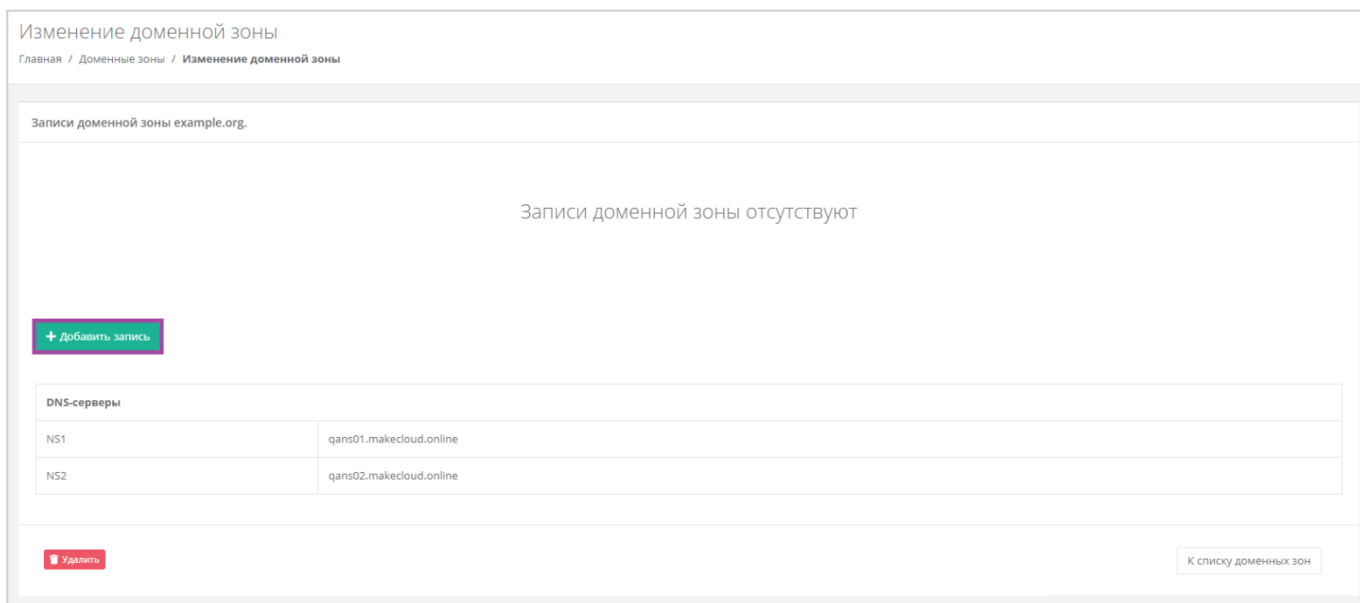 Изменение доменной зоны
Главная / Доменные зоны / Изменение доменной зоны
Записи доменной зоны example.org.
Записи доменной зоны отсутствуют
+ Добавить запись
DNS-серверы
NS1 qans01.makecloud.online
NS2 qans02.makecloud.online
Удалить
К списку доменных зон